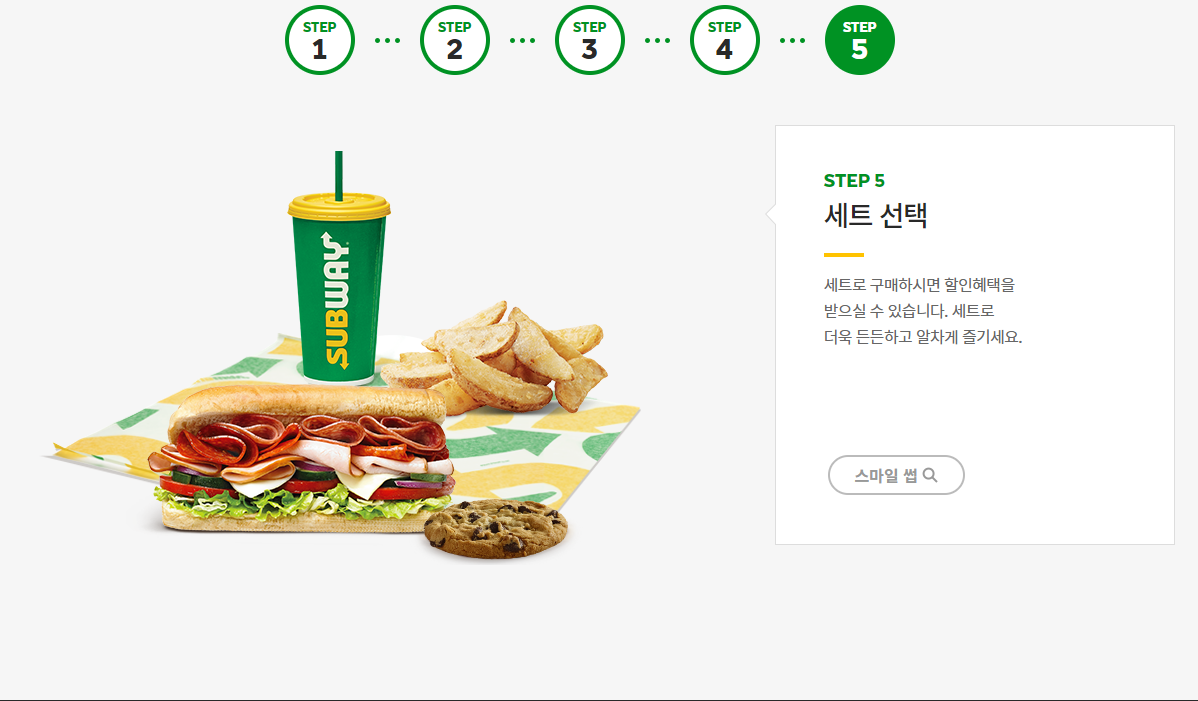 STEP
1
STEP
2
STEP
3
STEP
4
STEP
5
SUBWAY
STEP 5
세트 선택
세트로 구매하시면 할인혜택을
받으실 수 있습니다. 세트로
더욱 든든하고 알차게 즐기세요.
스마일 썹